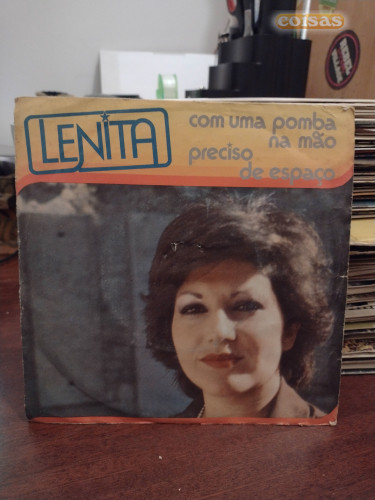 coisas
LENITA
com uma pomba
na mão
preciso
de espaço